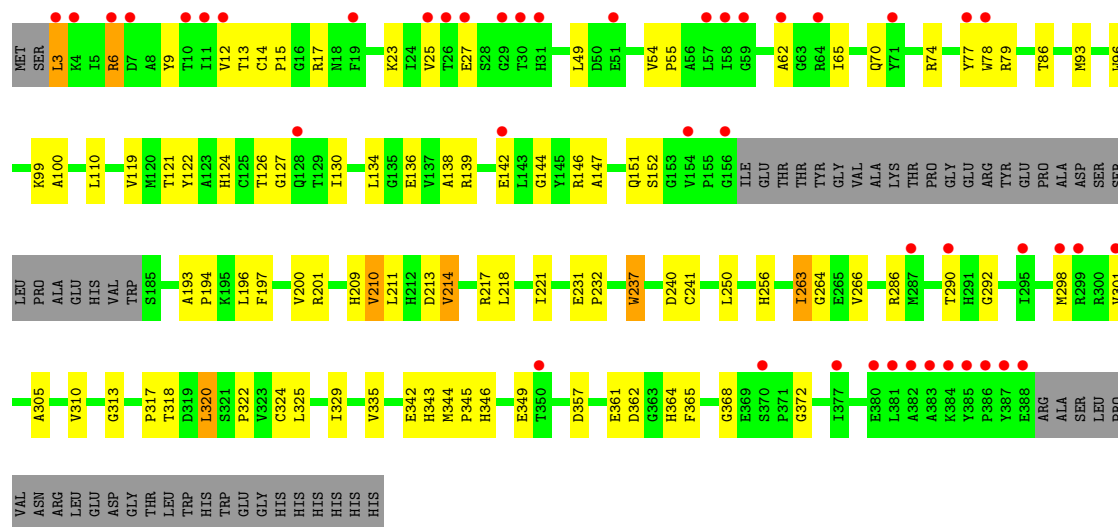 MET SER L3 K4 I5 R6 D7 A8 Y9 T10 I11 V12 T13 C14 P15 G16 R17 N18 F19 K23 I24 V25 T26 E27 S28 G29 T30 H31 L49 D50 E51 V54 P55 A56 L57 I58 G59 A62 G63 R64 I65 Q70 Y71 R74 Y77 W78 R79 T86 M93 W96
K99 A100 L110 V119 M120 T121 Y122 A123 H124 C125 T126 G127 Q128 T129 I130 L134 G135 E136 V137 A138 R139 E142 L143 G144 Y145 R146 A147 Q151 S152 G153 V154 P155 G156 ILE GLU THR THR TYR GLY VAL ALA LYS THR PRO GLY GLU ARG TYR GLU PRO ALA ASP SER SER
LEU PRO ALA GLU HIS VAL TRP S185 A193 P194 K195 L196 F197 V200 R201 H209 V210 L211 H212 D213 V214 R217 L218 I221 E231 P232 W237 D240 C241 L250 H256 I263 G264 E265 V266 R286 M287 T290 H291 G292 I295 M298 R299 R300 V301
A305 V310 G313 P317 T318 D319 L320 S321 P322 V323 C324 L325 I329 V335 E342 H343 M344 P345 H346 E349 T350 D357 E361 D362 G363 H364 F365 G368 E369 S370 P371 G372 I377 E380 L381 A382 A383 K384 Y385 P386 Y387 E388 ARG ALA SER LEU PRO
VAL ASN ARG LEU GLU ASP GLY THR LEU TRP HIS TRP GLU GLY HIS HIS HIS HIS HIS HIS